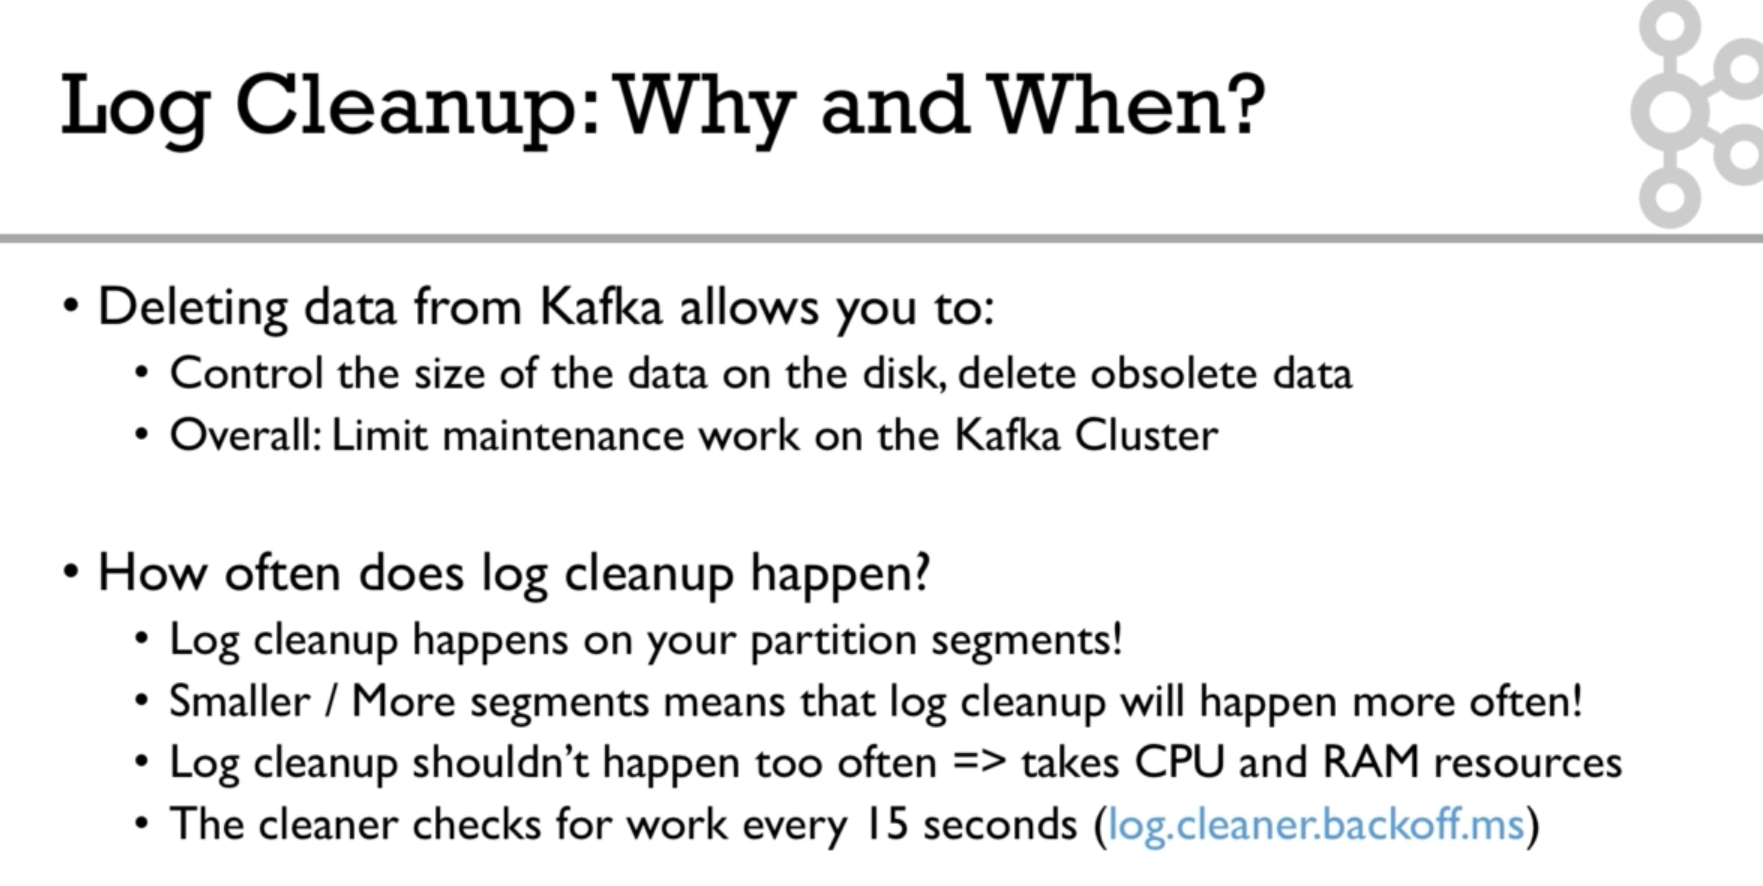 Log Cleanup: Why and When?
• Deleting data from Kafka allows you to:
• Control the size of the data on the disk, delete obsolete data
• Overall: Limit maintenance work on the Kafka Cluster
• How often does log cleanup happen?
• Log cleanup happens on your partition segments!
• Smaller / More segments means that log cleanup will happen more often!
• Log cleanup shouldn't happen too often => takes CPU and RAM resources
• The cleaner checks for work every 15 seconds (log.cleaner.backoff.ms)